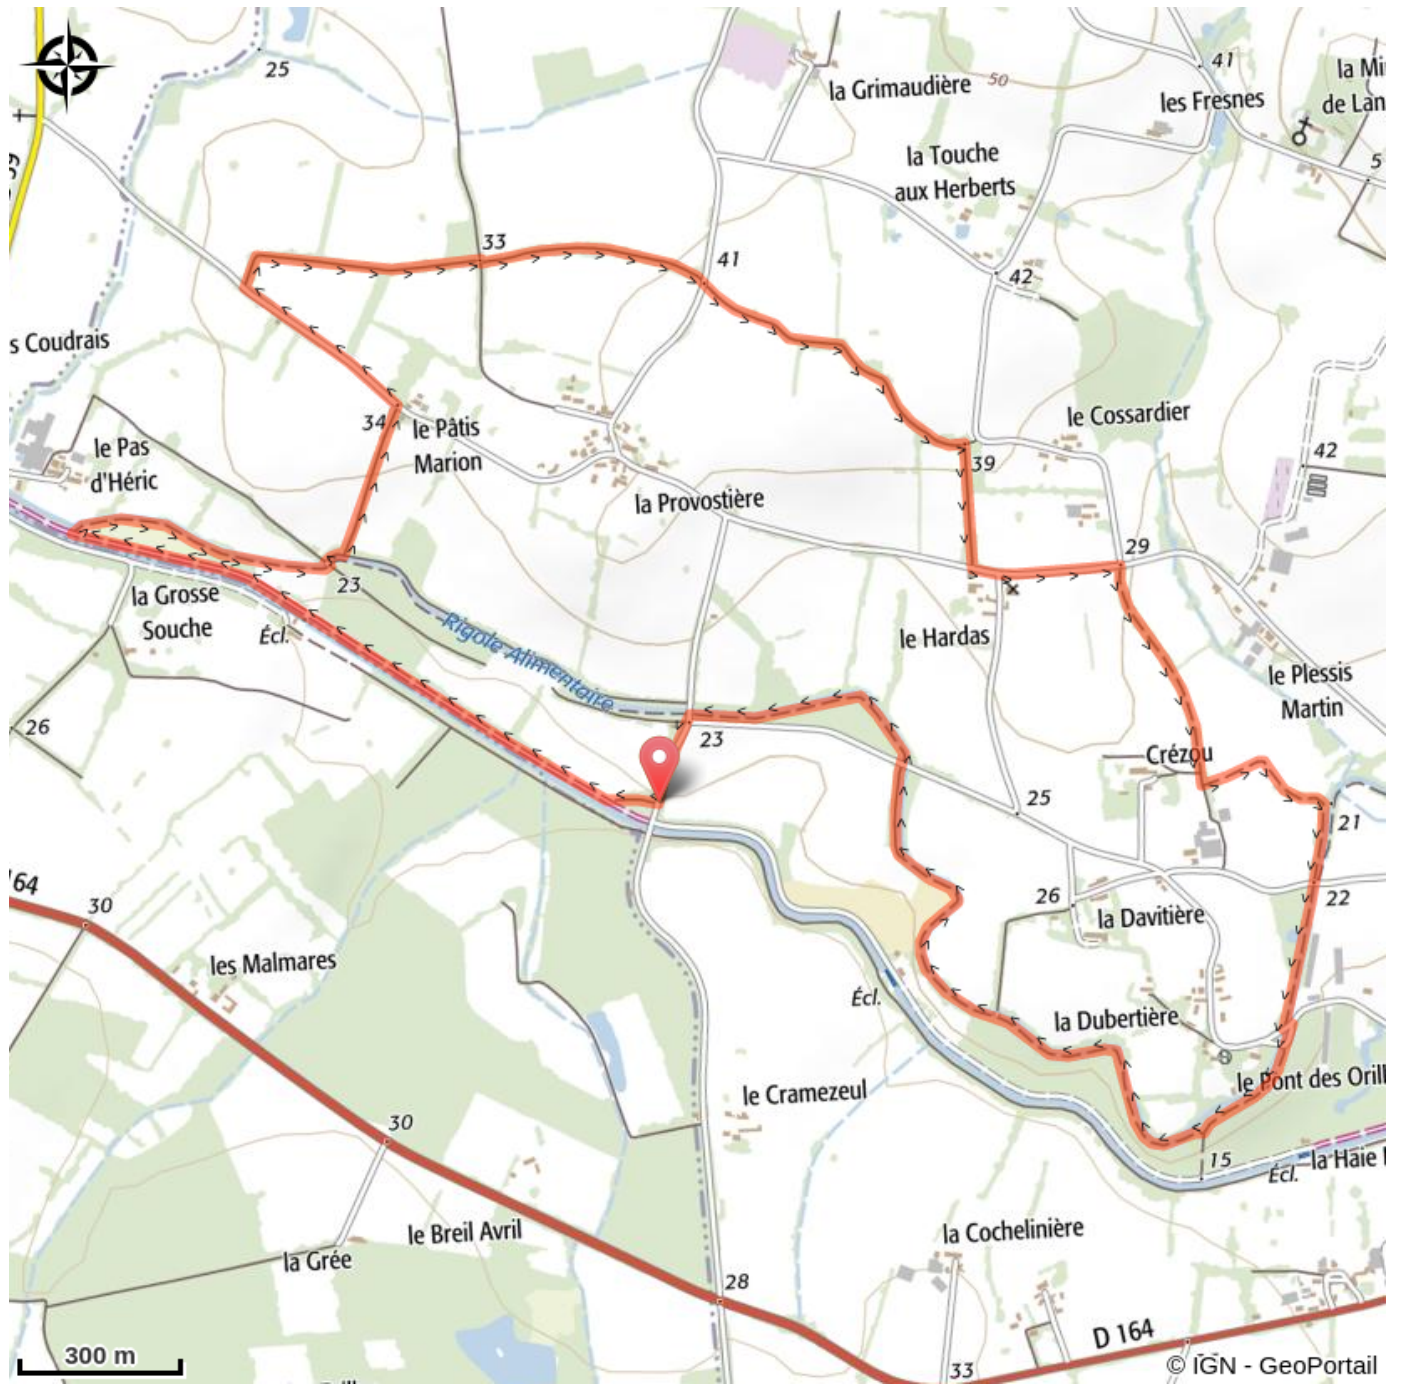 25
41
la Grimaudière
50
les Fresnes
la Mi
de Lan
la Touche
aux Herberts
5
33
41
42
s Coudrais
le Cossardier
34
le Pâtis
Marion
39
42
le Pas
d'Héric
la Provostière
29
23
la Grosse
Souche
Écl.
Rigole Alimentaire
le Hardas
le Plessis
Martin
26
23
Crézou
25
21
164
30
26
la Davitière
22
les Malmares
Écl.
la Dubertière
le Pont des Orill
le Cramezeul
30
15
Écl.
la Haie
la Grée
le Breil Avril
la Cochelinière
28
D 164
300 m
33
© IGN - GeoPortail